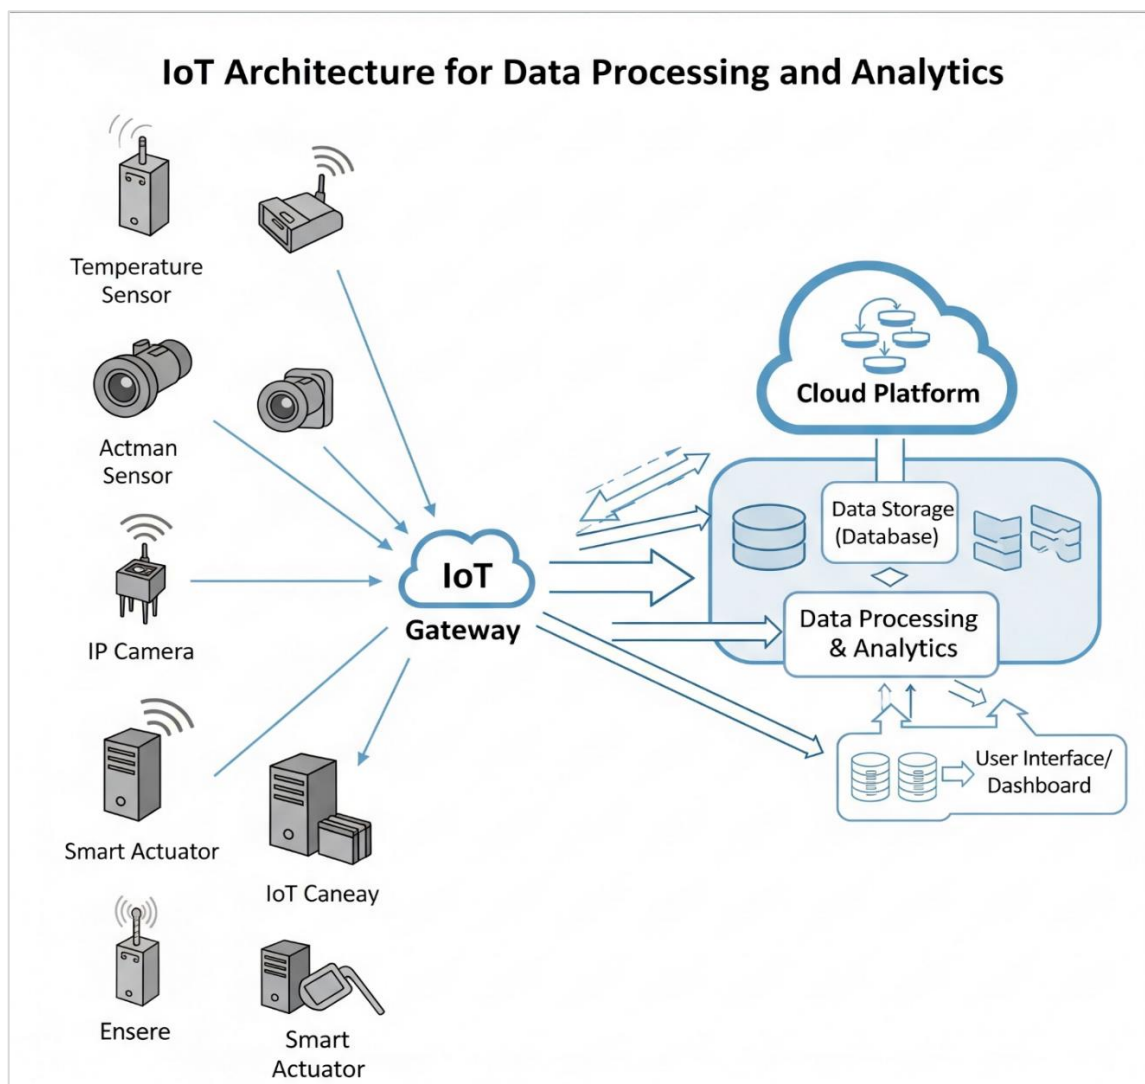 IoT Architecture for Data Processing and Analytics
Temperature
Sensor
Actman
Sensor
IP Camera
Smart Actuator
IoT Caneay
Ensere
Smart
Actuator
IoT
Gateway
Cloud Platform
Data Storage
(Database)
Data Processing
& Analytics
User Interface/
Dashboard